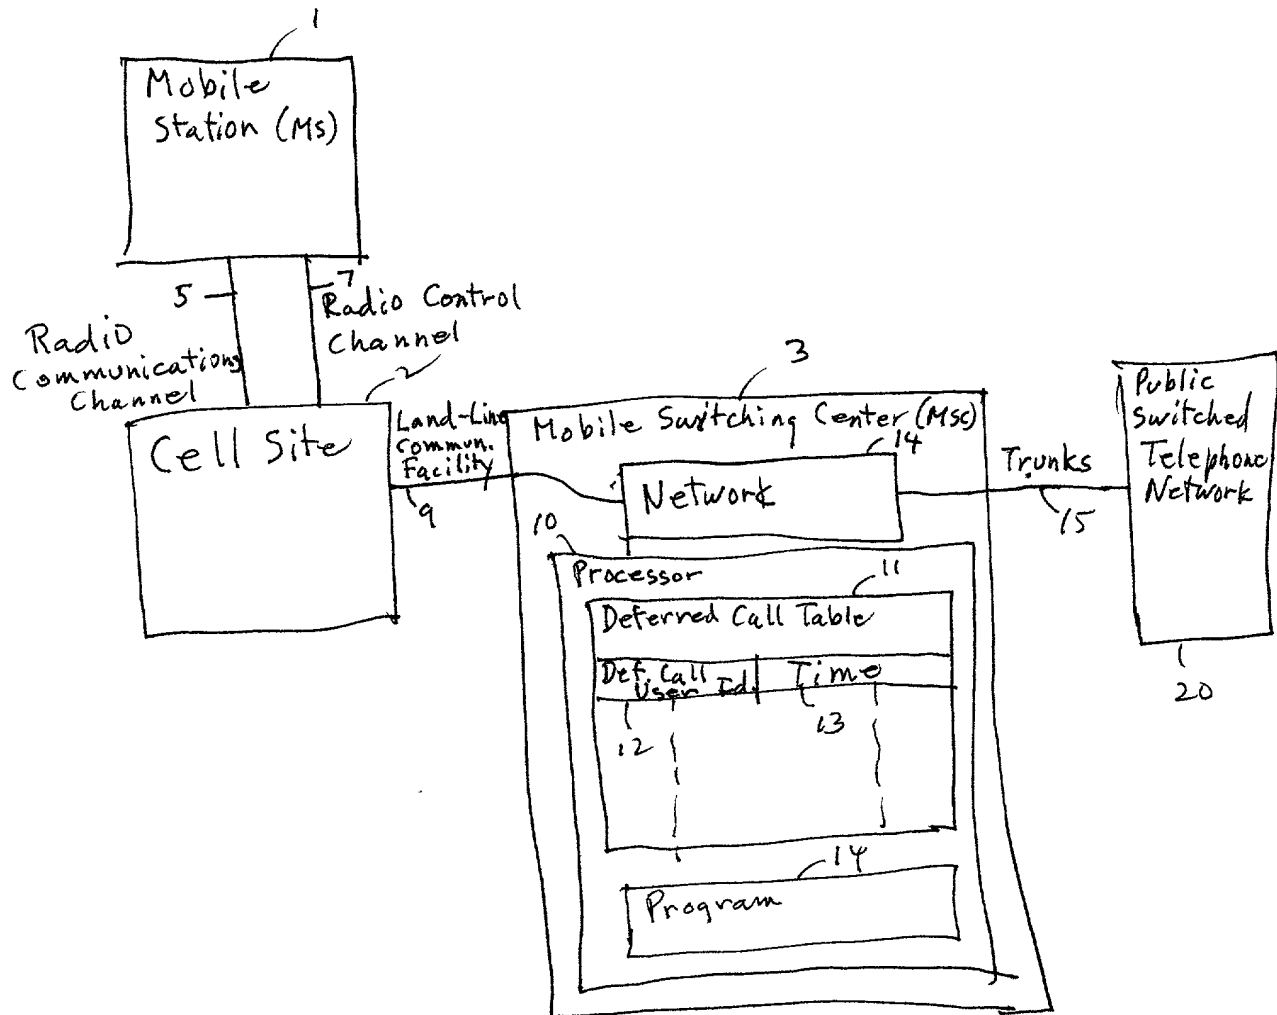 1
Mobile
Station (MS)
5
7
Radio Control
Channel
Radio
Communications
Channel
2
Cell Site
Land-Line
Commun.
Facility
9
3
Mobile Switching Center (MSC)
14
Network
Trunks
15
Public
Switched
Telephone
Network
20
10
Processor
11
Deferred Call Table
Def. Call
User Id.
Time
12
13
14
Program